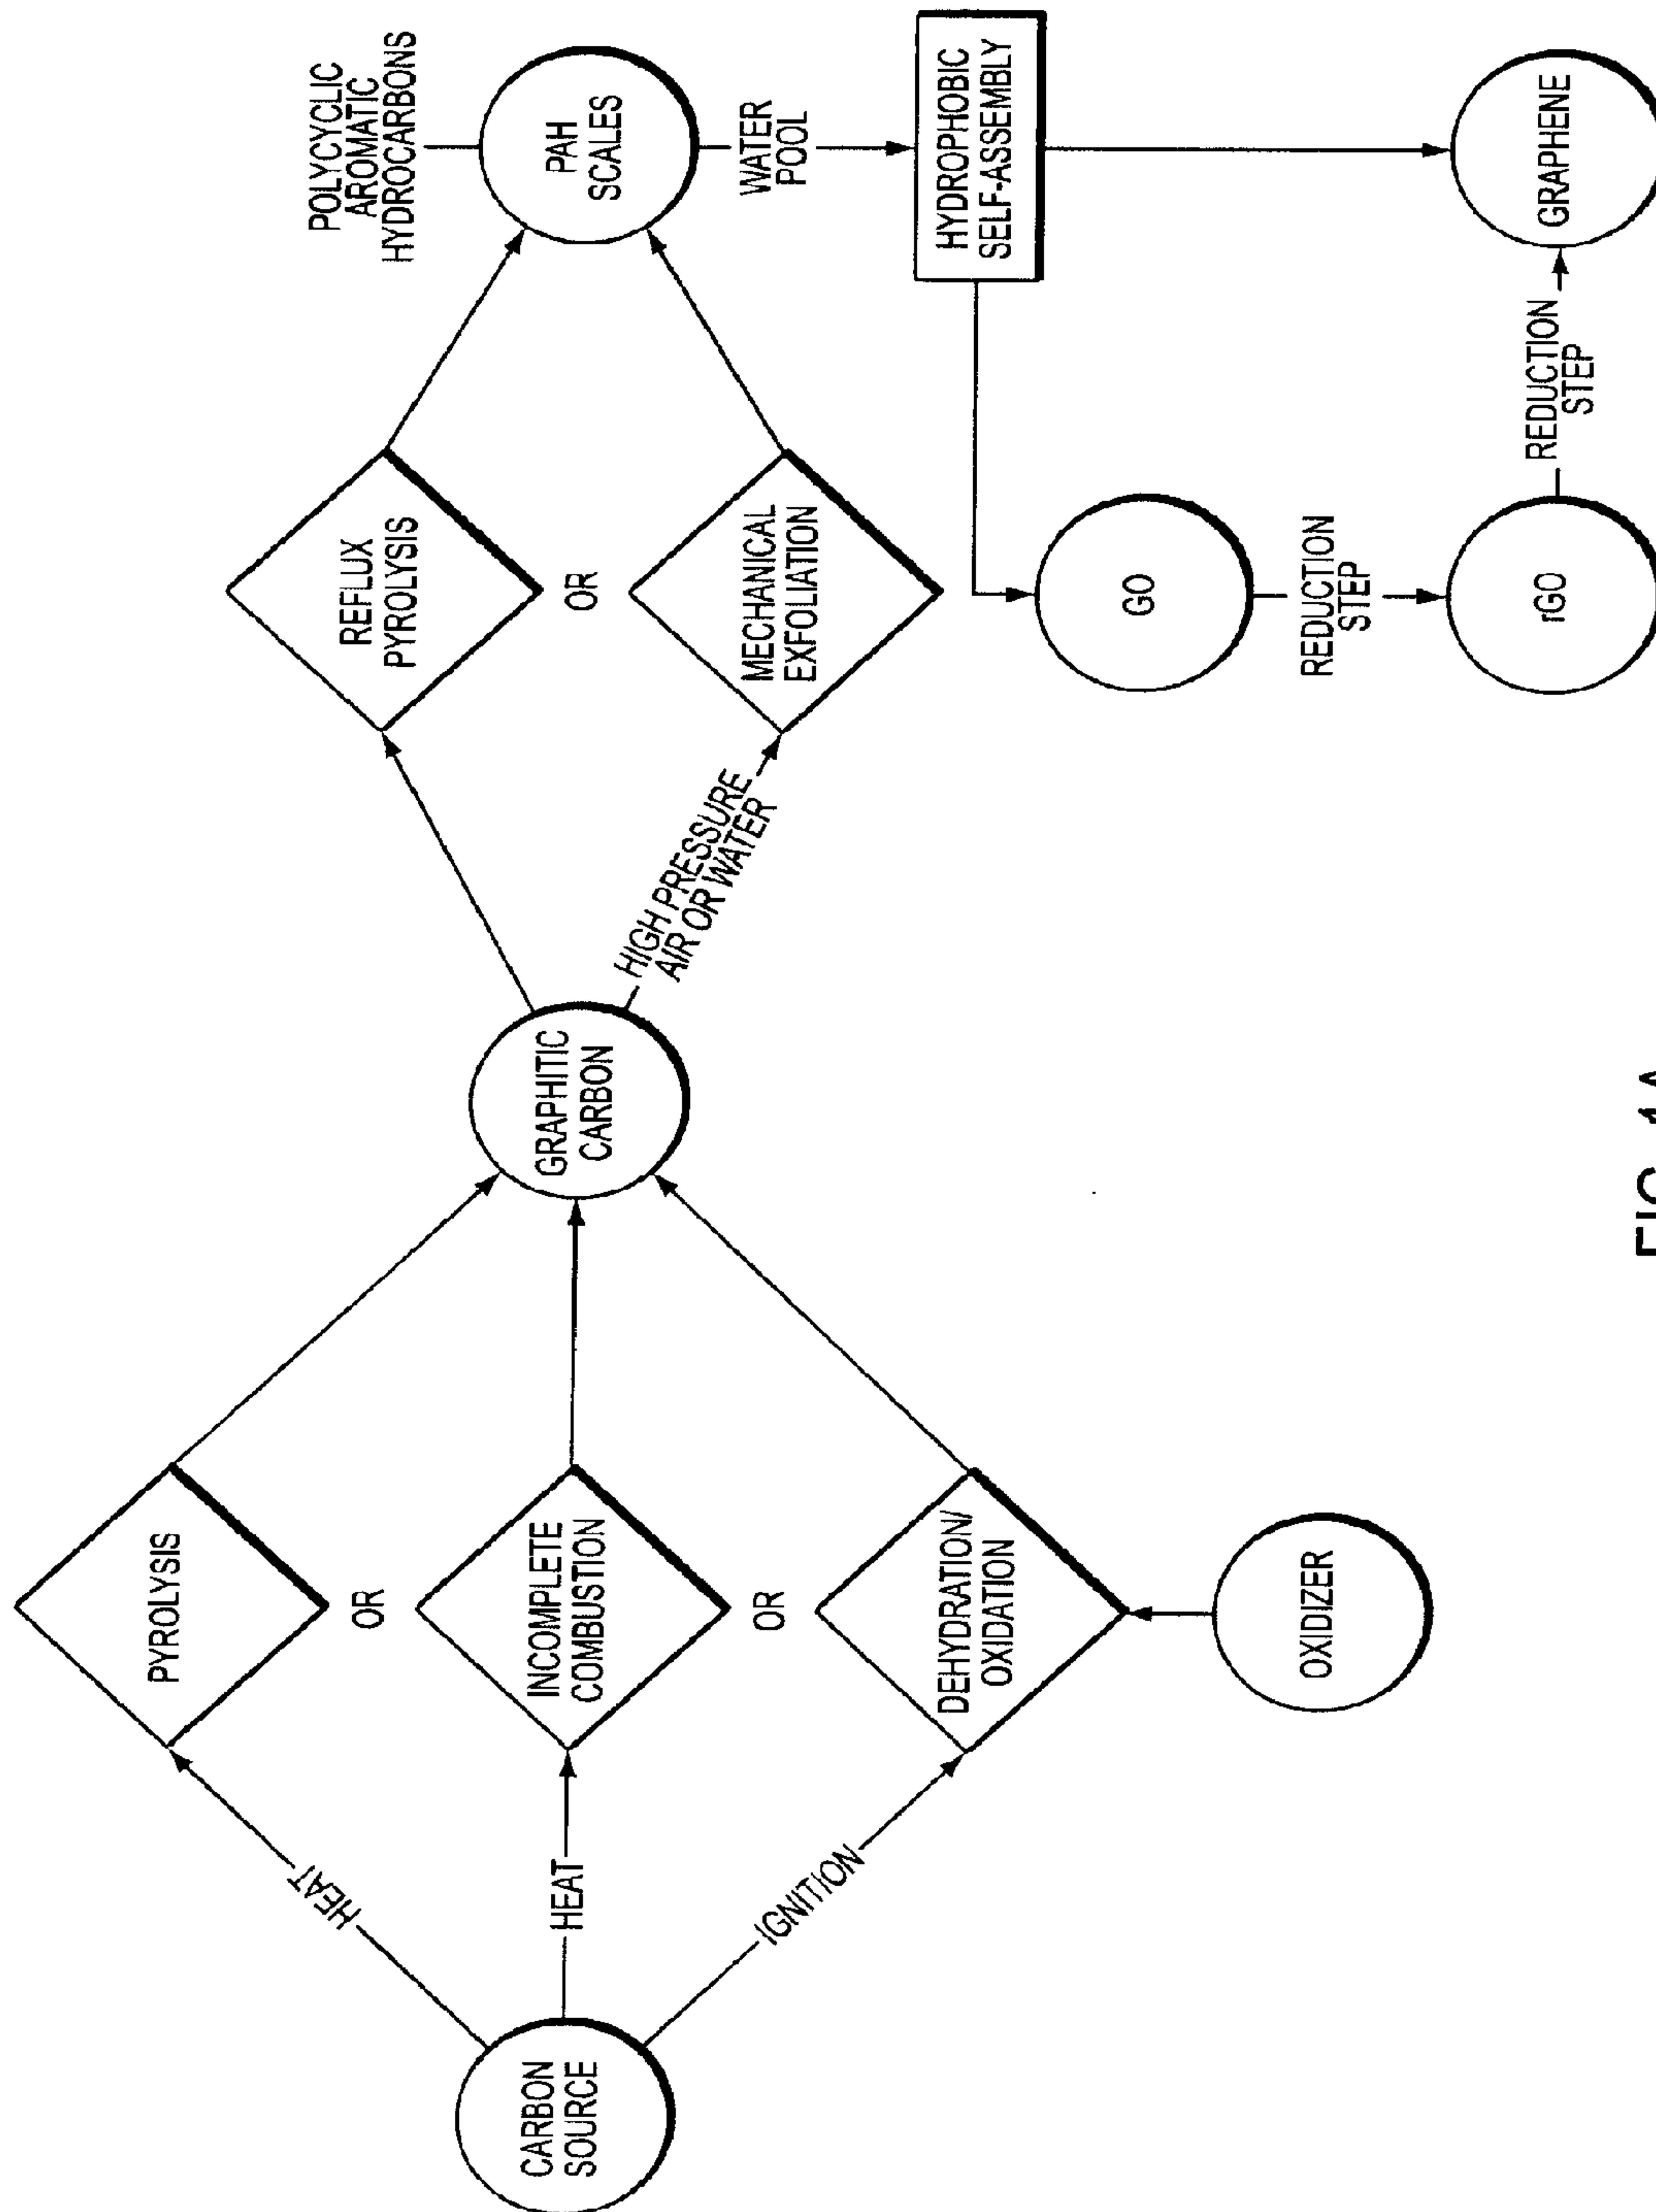 CARBON
SOURCE
HEAT
HEAT
IGNITION
PYROLYSIS
OR
INCOMPLETE
COMBUSTION
OR
DEHYDRATION/
OXIDATION
OXIDIZER
GRAPHITIC
CARBON
HIGH PRESSURE
AIR OR WATER
REFLUX
PYROLYSIS
OR
MECHANICAL
EXFOLIATION
POLYCYCLIC
AROMATIC
HYDROCARBONS
PAH
SCALES
WATER
POOL
HYDROPHOBIC
SELF-ASSEMBLY
GO
REDUCTION
STEP
rGO
REDUCTION
STEP
GRAPHENE
FIG. 1A